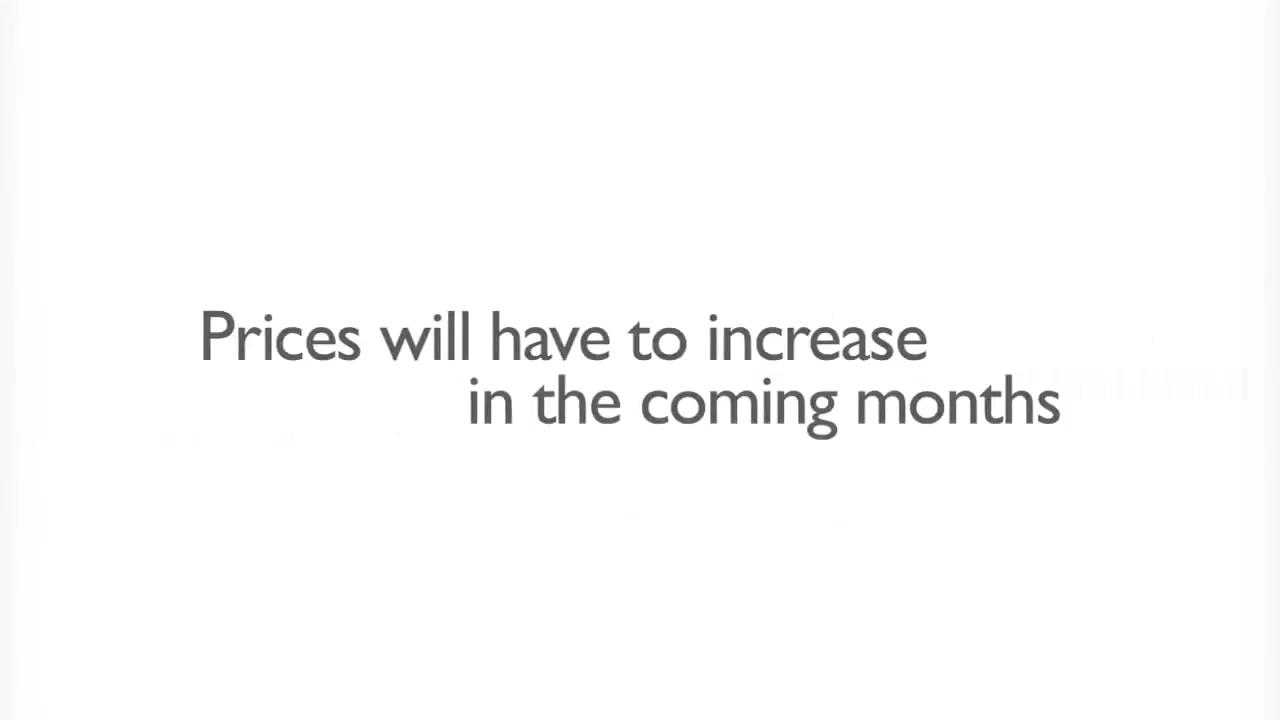 Prices will have to increase
in the coming months